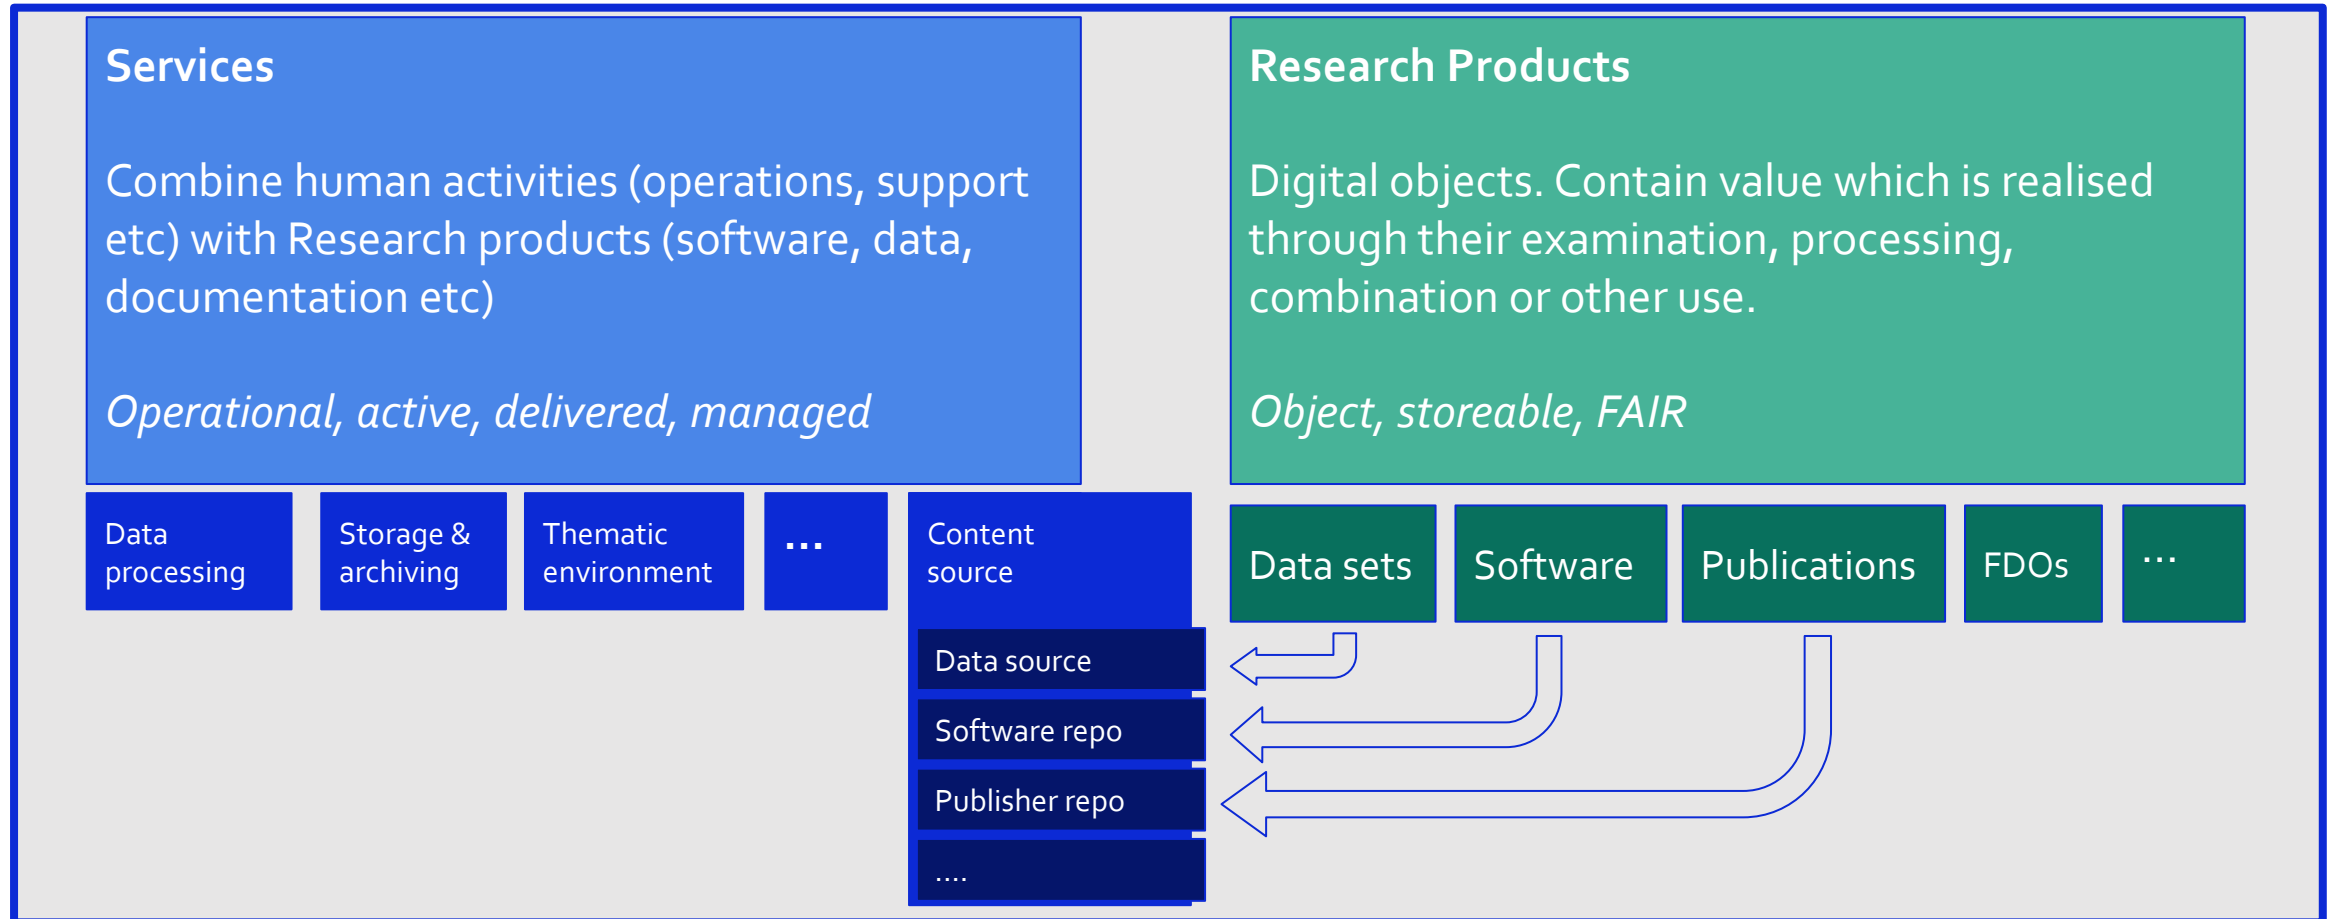 Services
Combine human activities (operations, support
etc) with Research products (software, data,
documentation etc)
Operational, active, delivered, managed
Research Products
Digital objects. Contain value which is realised
through their examination, processing,
combination or other use.
Object, storeable, FAIR
Data
processing
Storage &
archiving
Thematic
environment
...
Content
source
Data source
Software repo
Publisher repo
....
Data sets
Software
Publications
FDOs
...